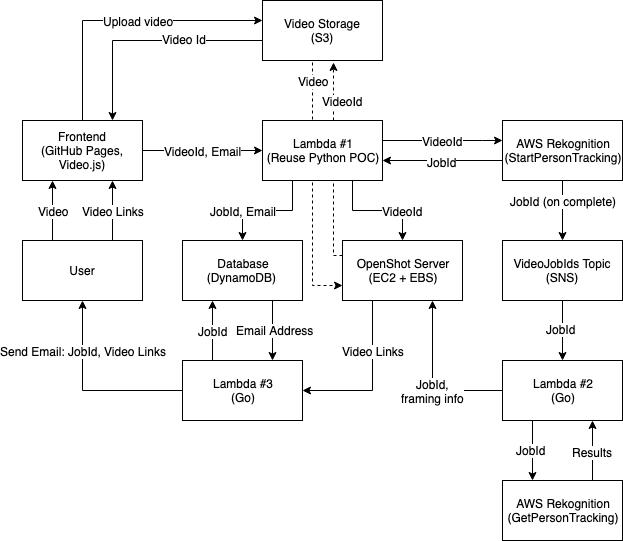 Upload video
Video Storage
(S3)
Video Id
Video
VideoId
Frontend
(GitHub Pages,
Video.js)
VideoId, Email
Lambda #1
(Reuse Python POC)
VideoId
JobId
AWS Rekognition
(StartPersonTracking)
Video
Video Links
JobId, Email
VideoId
JobId (on complete)
User
Database
(DynamoDB)
OpenShot Server
(EC2 + EBS)
VideoJobIds Topic
(SNS)
JobId
Email Address
JobId
Send Email: JobId, Video Links
Video Links
Lambda #3
(Go)
JobId,
framing info
Lambda #2
(Go)
JobId
Results
AWS Rekognition
(GetPersonTracking)